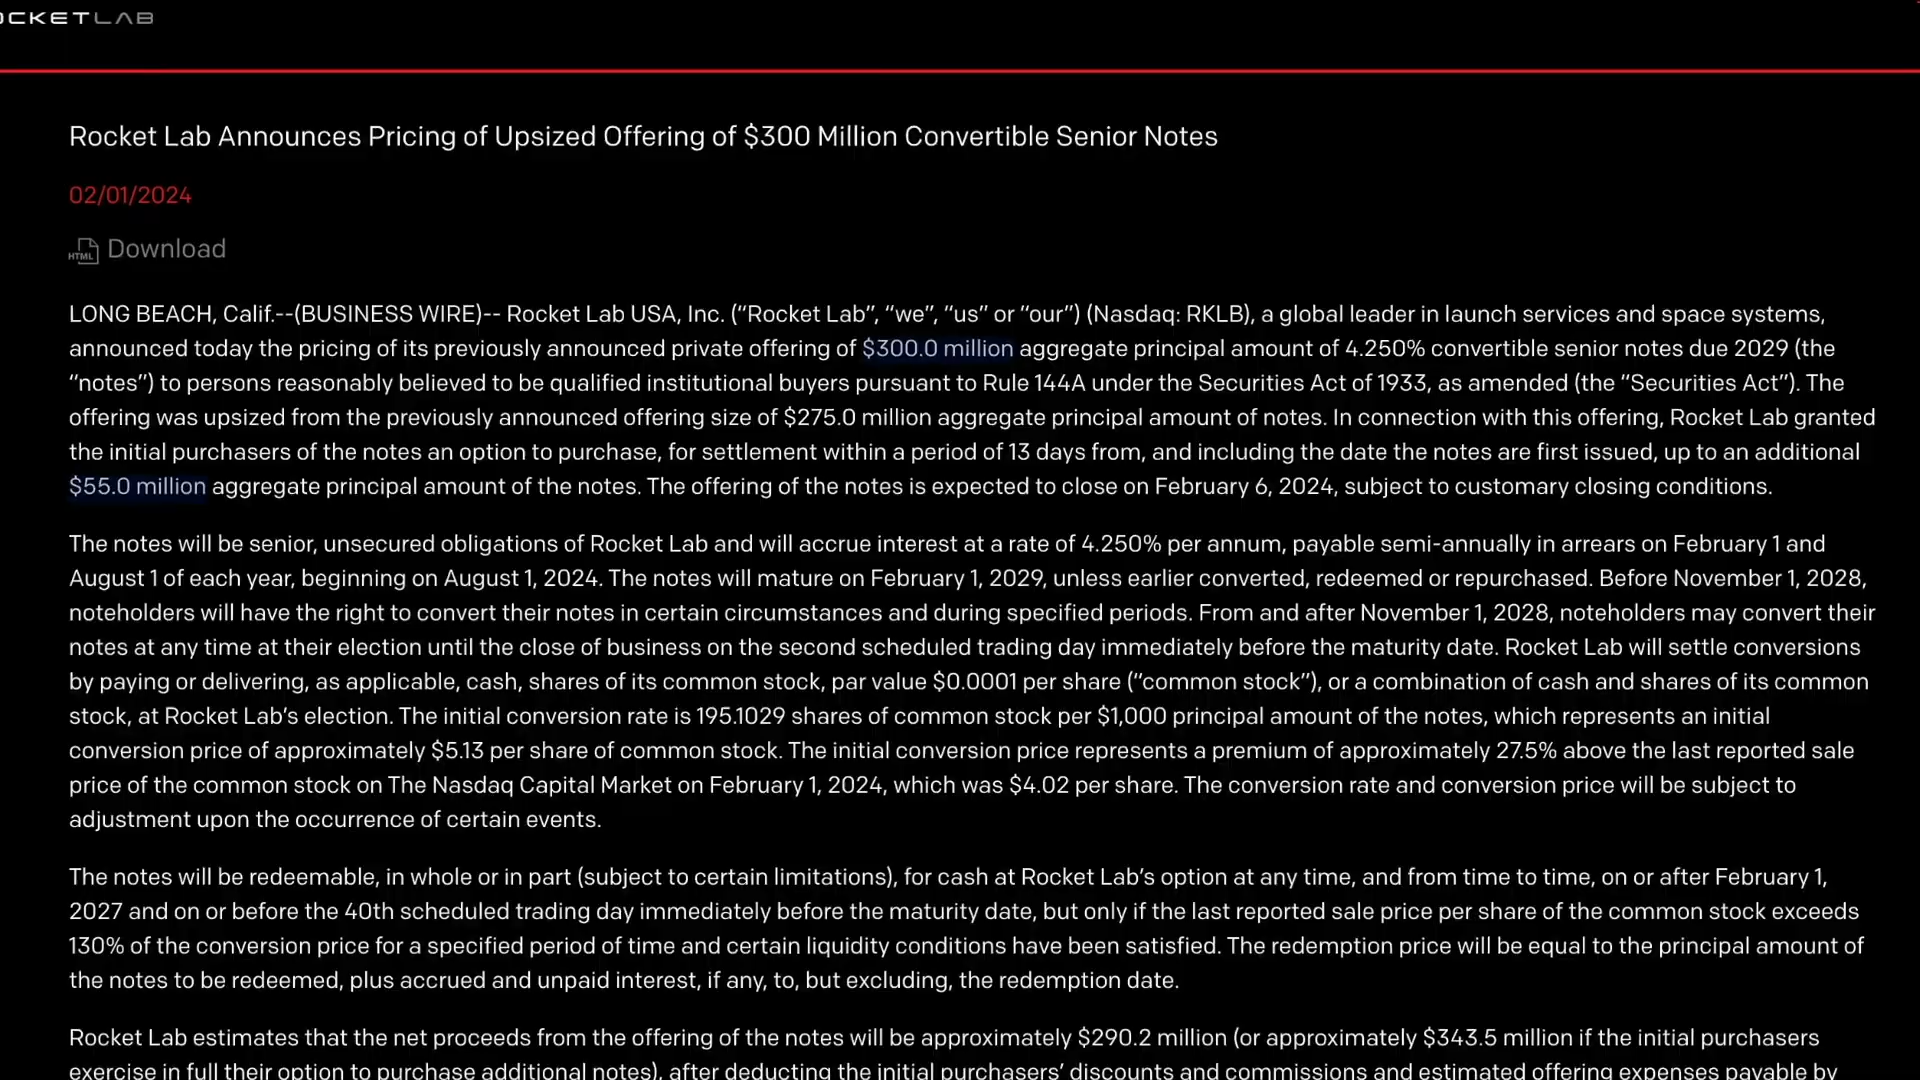 OCKETLAB
Rocket Lab Announces Pricing of Upsized Offering of $300 Million Convertible Senior Notes
02/01/2024
HTML Download
LONG BEACH, Calif.--(BUSINESS WIRE)-- Rocket Lab USA, Inc. (“Rocket Lab”, “we”, “us” or “our”) (Nasdaq: RKLB), a global leader in launch services and space systems,
announced today the pricing of its previously announced private offering of $300.0 million aggregate principal amount of 4.250% convertible senior notes due 2029 (the
“notes”) to persons reasonably believed to be qualified institutional buyers pursuant to Rule 144A under the Securities Act of 1933, as amended (the “Securities Act”). The
offering was upsized from the previously announced offering size of $275.0 million aggregate principal amount of notes. In connection with this offering, Rocket Lab granted
the initial purchasers of the notes an option to purchase, for settlement within a period of 13 days from, and including the date the notes are first issued, up to an additional
$55.0 million aggregate principal amount of the notes. The offering of the notes is expected to close on February 6, 2024, subject to customary closing conditions.
The notes will be senior, unsecured obligations of Rocket Lab and will accrue interest at a rate of 4.250% per annum, payable semi-annually in arrears on February 1 and
August 1 of each year, beginning on August 1, 2024. The notes will mature on February 1, 2029, unless earlier converted, redeemed or repurchased. Before November 1, 2028,
noteholders will have the right to convert their notes in certain circumstances and during specified periods. From and after November 1, 2028, noteholders may convert their
notes at any time at their election until the close of business on the second scheduled trading day immediately before the maturity date. Rocket Lab will settle conversions
by paying or delivering, as applicable, cash, shares of its common stock, par value $0.0001 per share (“common stock”), or a combination of cash and shares of its common
stock, at Rocket Lab’s election. The initial conversion rate is 195.1029 shares of common stock per $1,000 principal amount of the notes, which represents an initial
conversion price of approximately $5.13 per share of common stock. The initial conversion price represents a premium of approximately 27.5% above the last reported sale
price of the common stock on The Nasdaq Capital Market on February 1, 2024, which was $4.02 per share. The conversion rate and conversion price will be subject to
adjustment upon the occurrence of certain events.
The notes will be redeemable, in whole or in part (subject to certain limitations), for cash at Rocket Lab’s option at any time, and from time to time, on or after February 1,
2027 and on or before the 40th scheduled trading day immediately before the maturity date, but only if the last reported sale price per share of the common stock exceeds
130% of the conversion price for a specified period of time and certain liquidity conditions have been satisfied. The redemption price will be equal to the principal amount of
the notes to be redeemed, plus accrued and unpaid interest, if any, to, but excluding, the redemption date.
Rocket Lab estimates that the net proceeds from the offering of the notes will be approximately $290.2 million (or approximately $343.5 million if the initial purchasers
exercise in full their option to purchase additional notes), after deducting the initial purchasers’ discounts and commissions and estimated offering expenses payable by